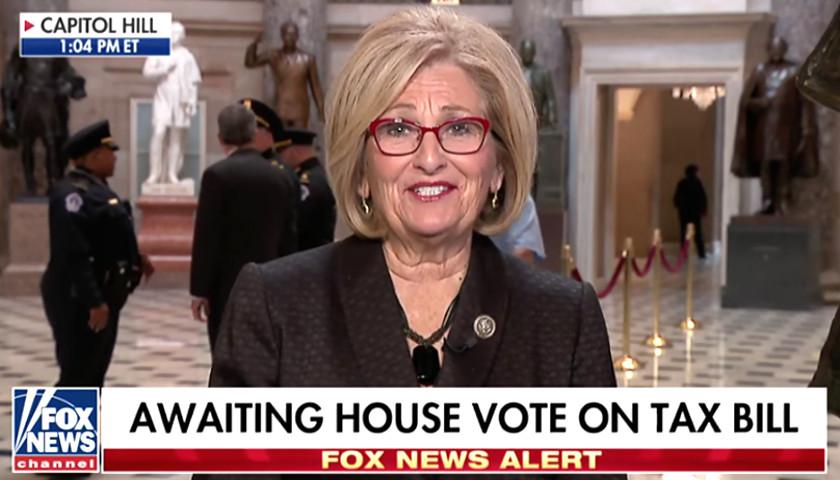 CAPITOL HILL
1:04 PM ET
AWAITING HOUSE VOTE ON TAX BILL
FOX
NEWS
channel
FOX NEWS ALERT